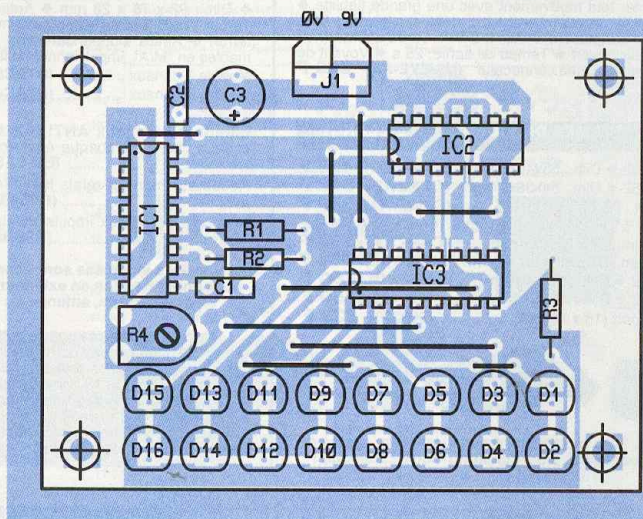 0V 9V
J1
C2
C3
+
IC2
IC1
R1
R2
IC3
C1
R3
R4
D15 D13 D11 D9 D7 D5 D3 D1
D16 D14 D12 D10 D8 D6 D4 D2